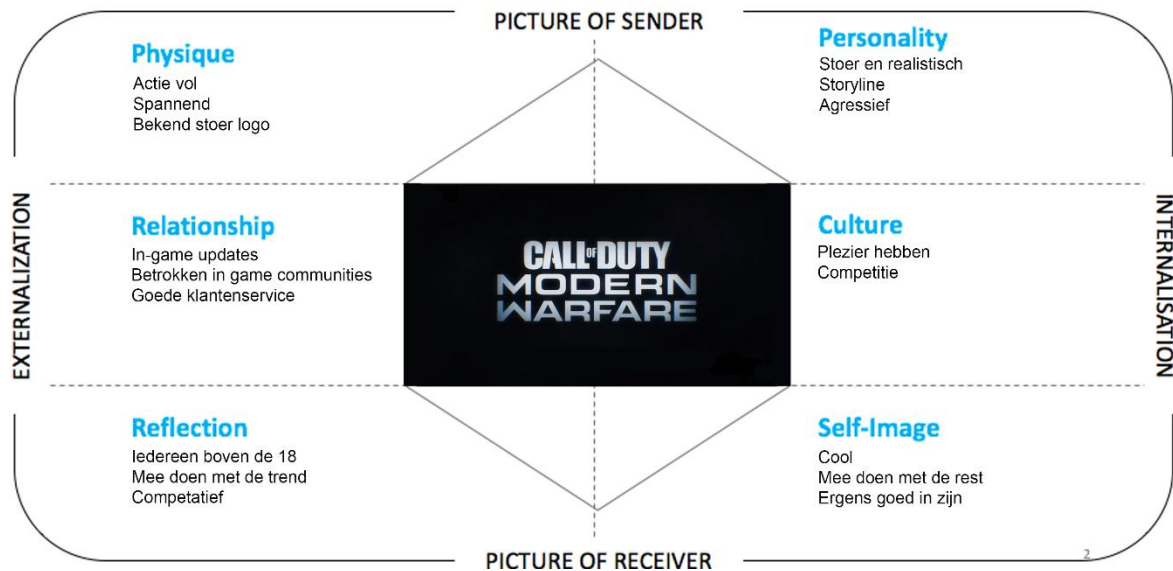 PICTURE OF SENDER
Physique
Actie vol
Spannend
Bekend stoer logo
Personality
Stoer en realistisch
Storyline
Agressief
EXTERNALIZATION
Relationship
In-game updates
Betrokken in game communities
Goede klantenservice
CALL OF DUTY
MODERN
WARFARE
Culture
Plezier hebben
Competitie
INTERNALISATION
Reflection
Iedereen boven de 18
Mee doen met de trend
Competatief
Self-Image
Cool
Mee doen met de rest
Ergens goed in zijn
PICTURE OF RECEIVER
2